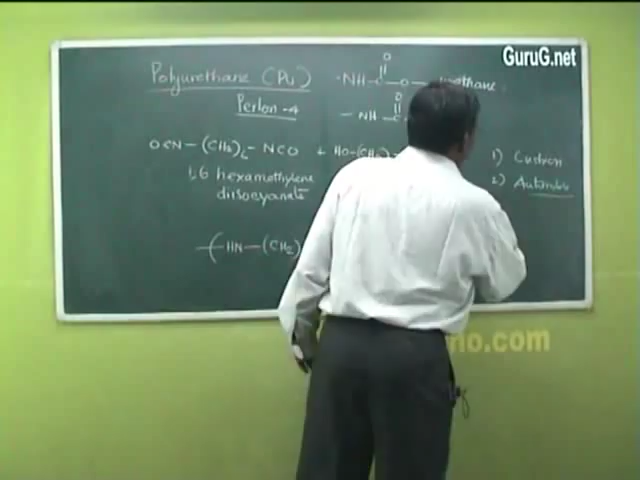 GuruG.net
Polyurethane (Pu) -NH-C-O- urethane.
O
Perlon-4 - NH - C
O
OCN-(CH2)6- NCO + HO-(CH2)-
1,6 hexamethylene
diisocyanate
1) Cushion
2)
HN-(CH2)
no.com